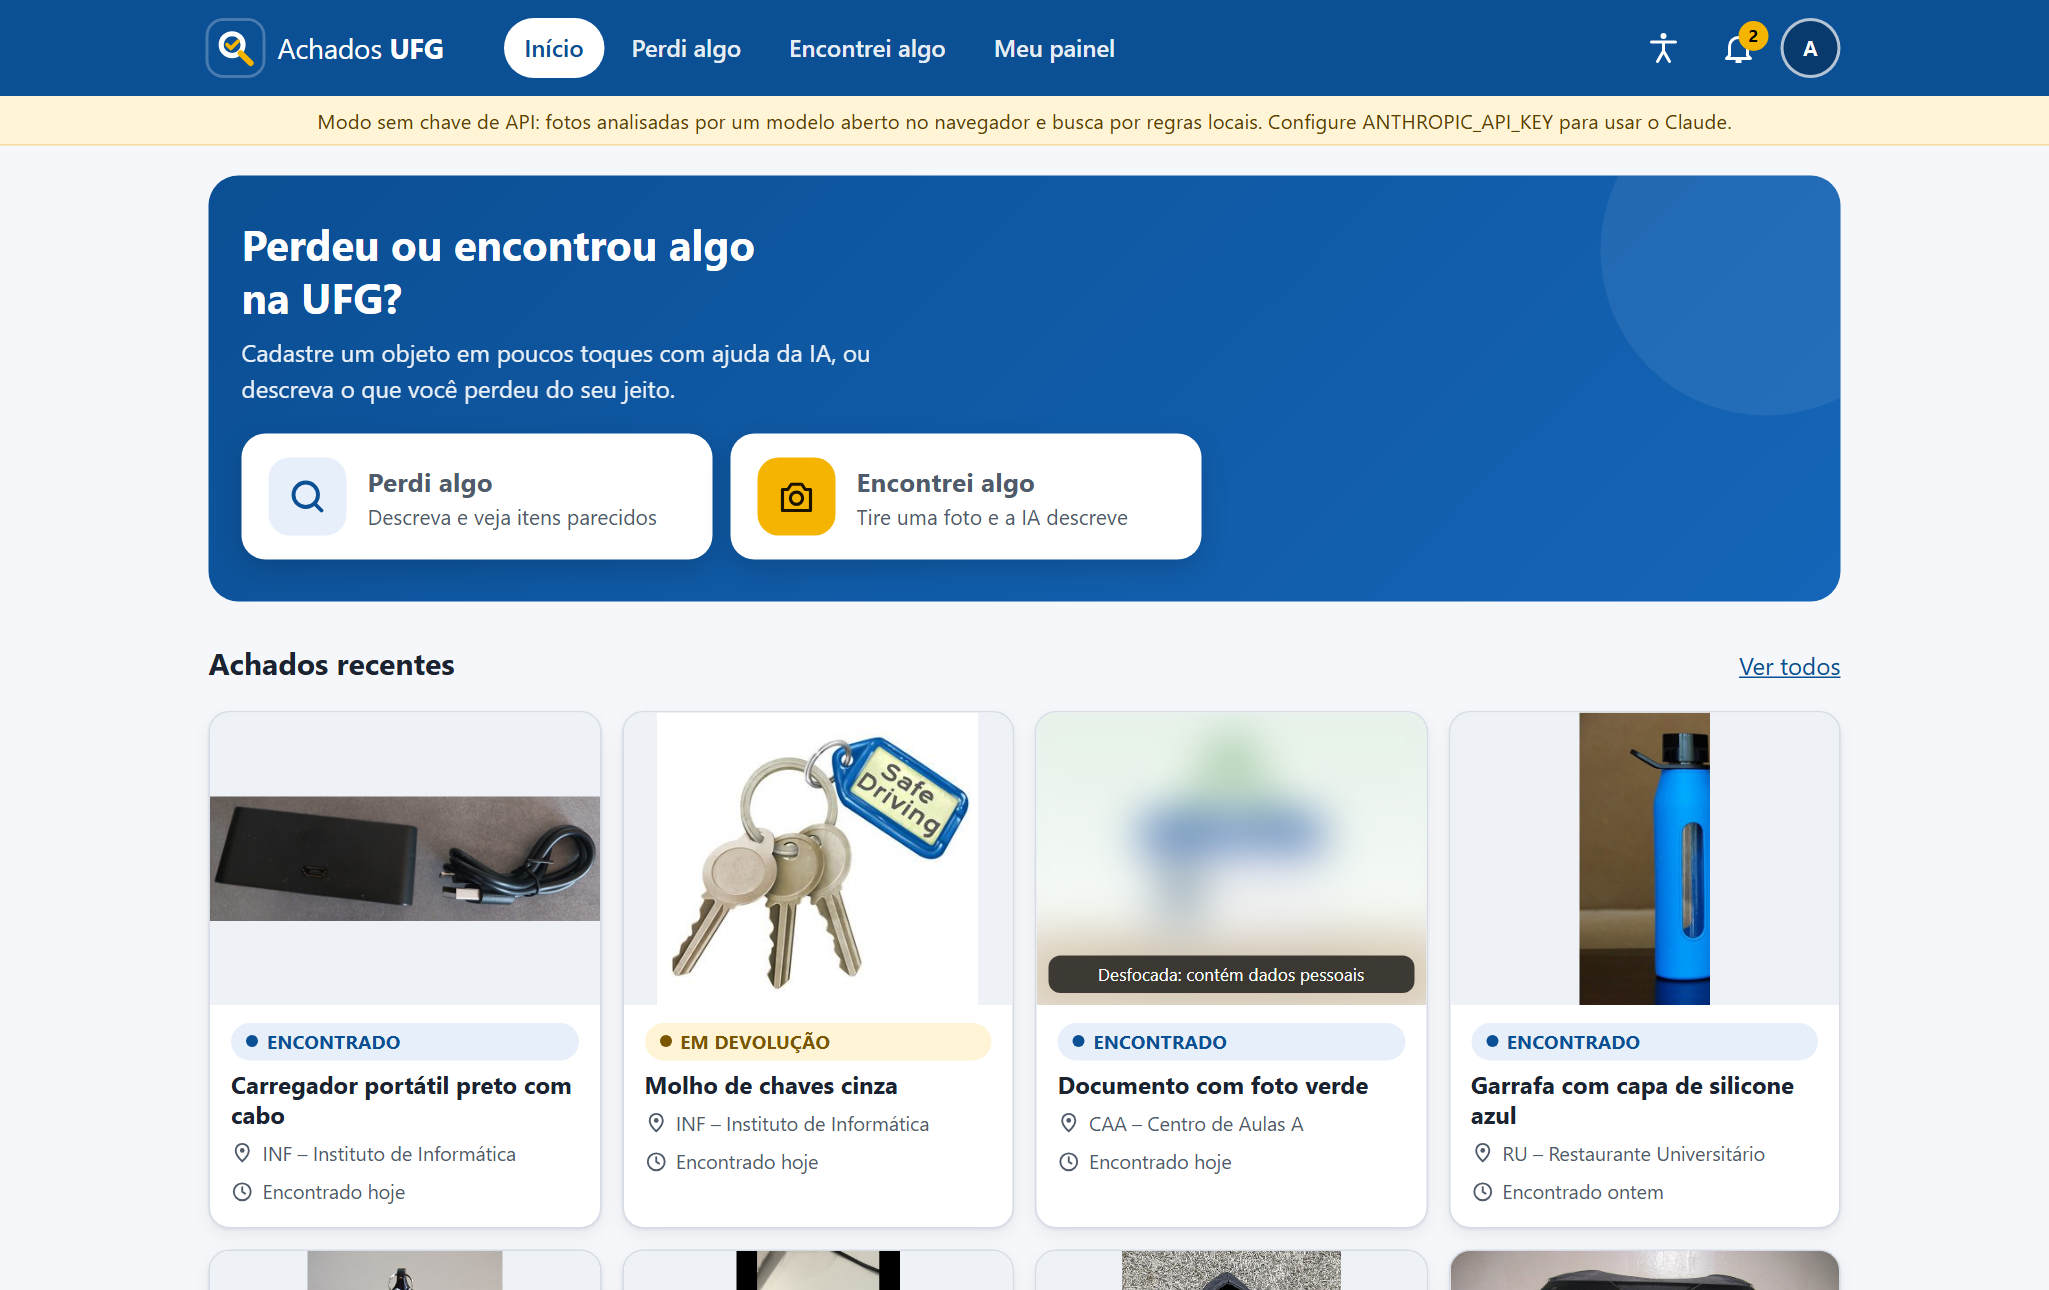 Achados UFG
Início
Perdi algo
Encontrei algo
Meu painel
2
A
Modo sem chave de API: fotos analisadas por um modelo aberto no navegador e busca por regras locais. Configure ANTHROPIC_API_KEY para usar o Claude.
Perdeu ou encontrou algo
na UFG?
Cadastre um objeto em poucos toques com ajuda da IA, ou
descreva o que você perdeu do seu jeito.
Perdi algo
Descreva e veja itens parecidos
Encontrei algo
Tire uma foto e a IA descreve
Achados recentes
Ver todos
ENCONTRADO
Carregador portátil preto com
cabo
INF – Instituto de Informática
Encontrado hoje
Safe
Driving
EM DEVOLUÇÃO
Molho de chaves cinza
INF – Instituto de Informática
Encontrado hoje
Desfocada: contém dados pessoais
ENCONTRADO
Documento com foto verde
CAA – Centro de Aulas A
Encontrado hoje
ENCONTRADO
Garrafa com capa de silicone
azul
RU – Restaurante Universitário
Encontrado ontem